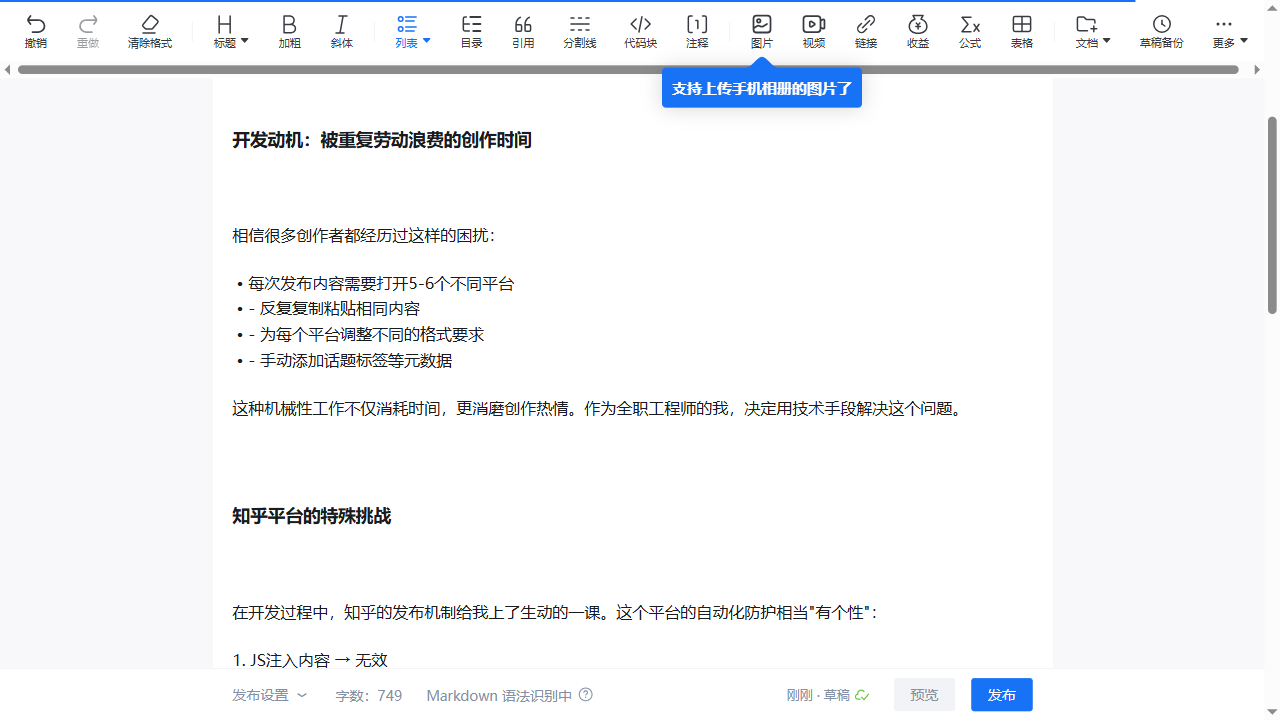 撤销 重做 清除格式 标题 加粗 斜体 列表 目录 引用 分割线 代码块 注释 图片 视频 链接 收益 公式 表格 文档 草稿备份 更多
支持上传手机相册的图片了
开发动机：被重复劳动浪费的创作时间
相信很多创作者都经历过这样的困扰：
• 每次发布内容需要打开5-6个不同平台
• - 反复复制粘贴相同内容
• - 为每个平台调整不同的格式要求
• - 手动添加话题标签等元数据
这种机械性工作不仅消耗时间，更消磨创作热情。作为全职工程师的我，决定用技术手段解决这个问题。
知乎平台的特殊挑战
在开发过程中，知乎的发布机制给我上了生动的一课。这个平台的自动化防护相当"有个性"：
1. JS注入内容 → 无效
发布设置 字数：749 Markdown 语法识别中 刚刚 · 草稿 预览 发布